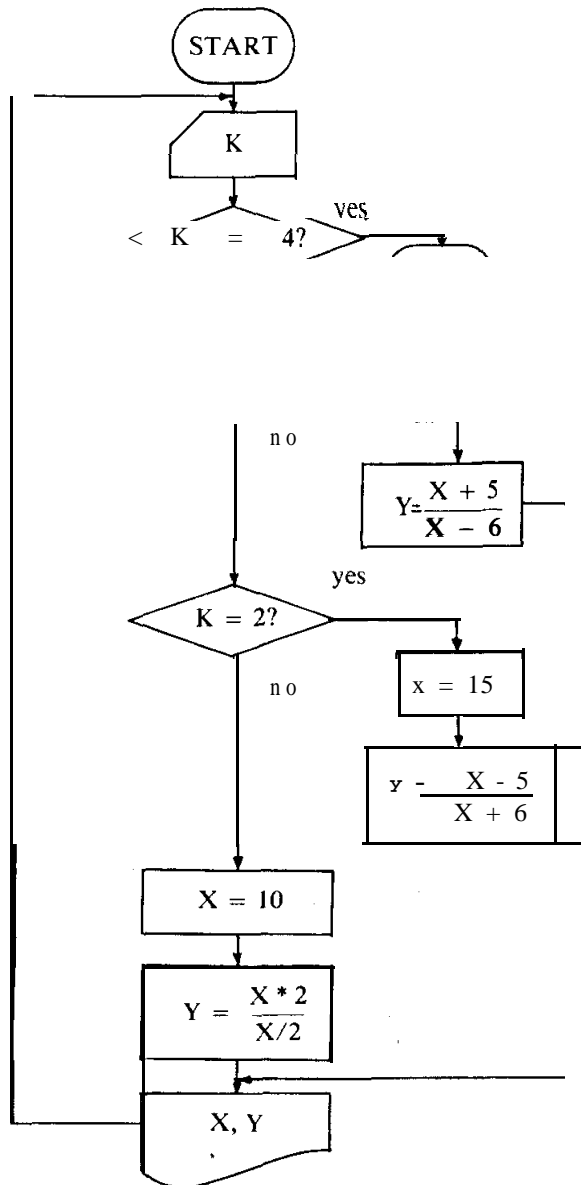 START
K
yes
< K = 4?
no
Y= X + 5
X - 6
yes
K = 2?
no
x = 15
Y - X - 5
X + 6
X = 10
Y = X * 2
X/2
X, Y